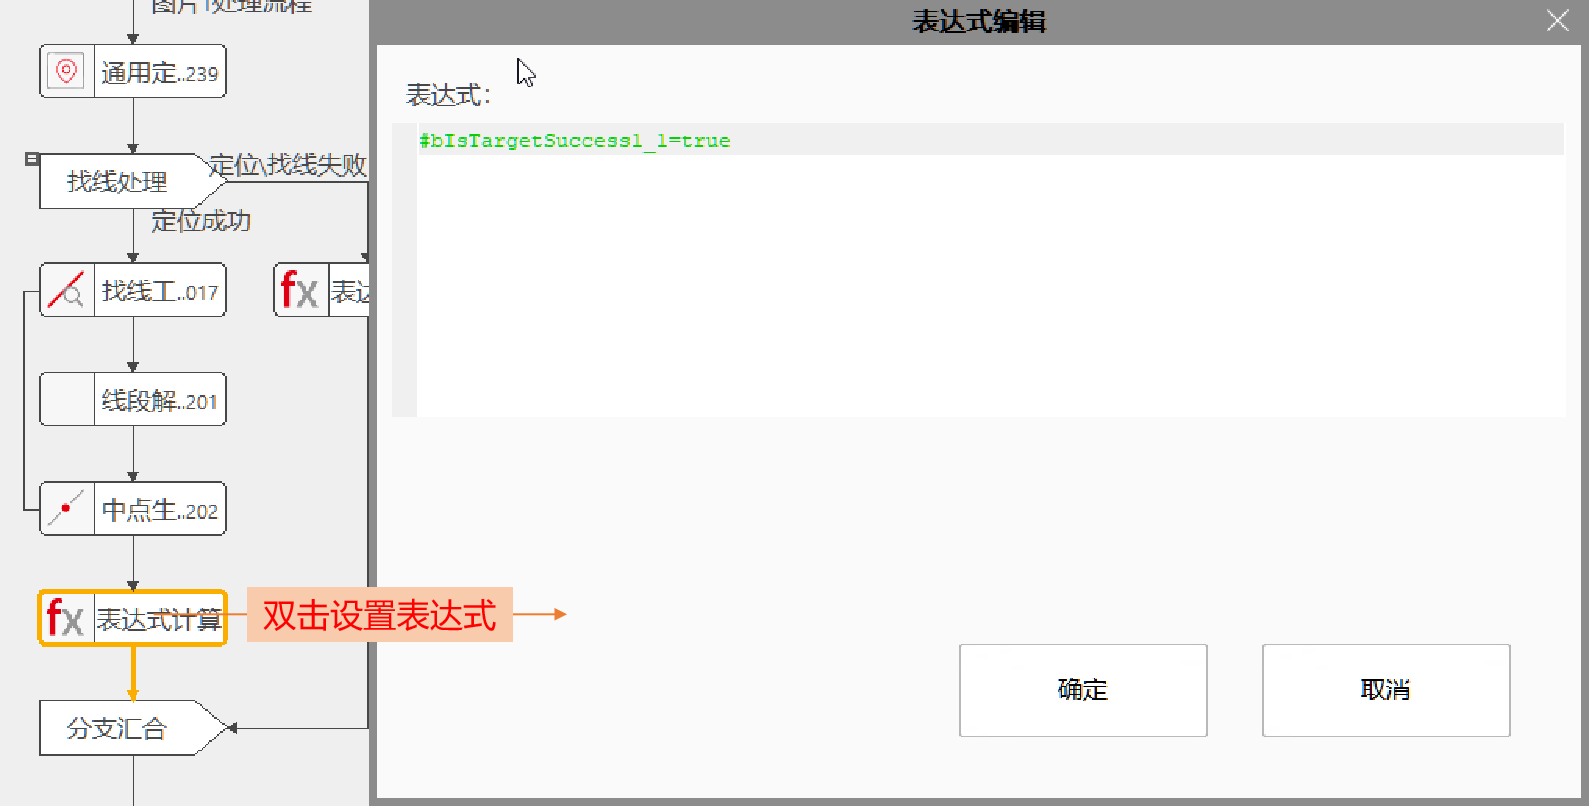 图片1处理流程
通用定..239
定位\找线失败
找线处理
定位成功
找线工..017
表达
线段解..201
中点生..202
表达式计算
双击设置表达式
分支汇合
表达式编辑
表达式:
#bIsTargetSuccess1_1=true
确定
取消